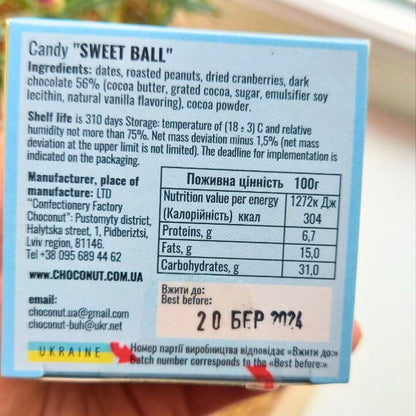 Candy "SWEET BALL"
Ingredients: dates, roasted peanuts, dried cranberries, dark
chocolate 56% (cocoa butter, grated cocoa, sugar, emulsifier soy
lecithin, natural vanilla flavoring), cocoa powder.
Shelf life is 310 days Storage: temperature of (18 ± 3) C and relative
humidity not more than 75%. Net mass deviation minus 1,5% (net mass
deviation at the upper limit is not limited). The deadline for implementation is
indicated on the packaging.
Manufacturer, place of
manufacture: LTD
"Confectionery Factory
Choconut": Pustomyty district,
Halytska street, 1, Pidberiztsi,
Lviv region, 81146.
Tel +38 095 689 44 62
WWW.CHOCONUT.COM.UA
email:
choconut.ua@gmail.com
choconut-buh@ukr.net
UKRAINE
Поживна цінність 100г
Nutrition value per energy 1272к Дж
(Калорійність) ккал 304
Proteins, g 6,7
Fats, g 15,0
Carbohydrates, g 31,0
Вжити до:
Best before:
20 БЕР 2024
Номер партії виробництва відповідає «Вжити до:»
Batch number corresponds to the «Best before:»